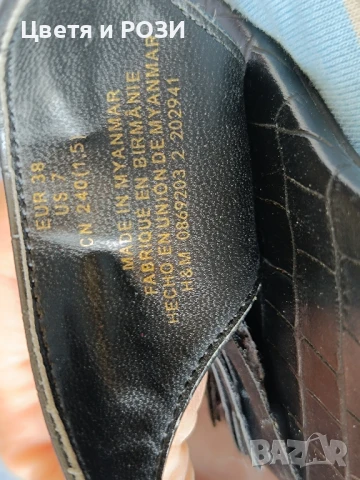 Цветя и РОЗИ
EUR 38
US 7
CN 240(1.5)
MADE IN MYANMAR
FABRIQUE EN BIRMANIE
HECHO EN UNION DE MYANMAR
H&M 0869203 2 202941
BAZAR